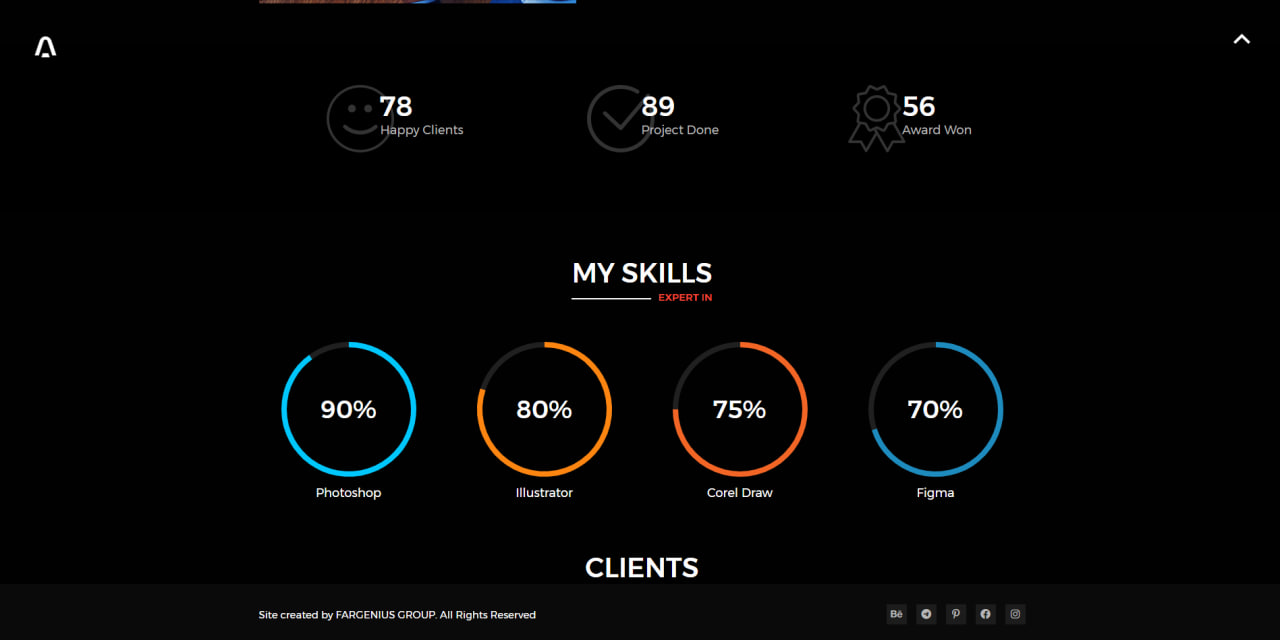 78
Happy Clients
89
Project Done
56
Award Won
MY SKILLS
EXPERT IN
90%
80%
75%
70%
Photoshop
Illustrator
Corel Draw
Figma
CLIENTS
Site created by FARGENIUS GROUP. All Rights Reserved
Bē